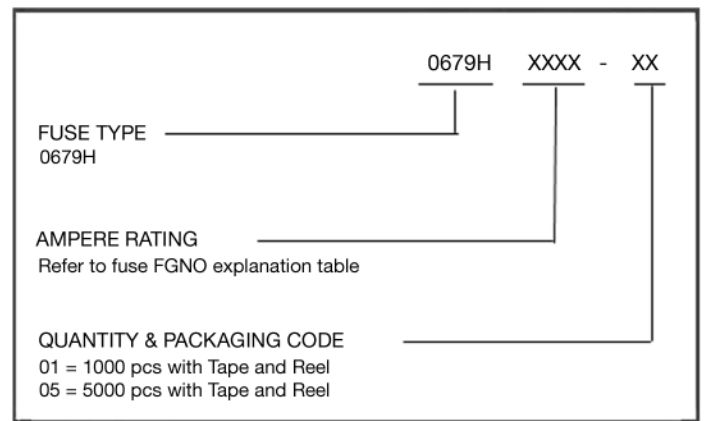 0679H XXXX - XX
FUSE TYPE
0679H
AMPERE RATING
Refer to fuse FGNO explanation table
QUANTITY & PACKAGING CODE
01 = 1000 pcs with Tape and Reel
05 = 5000 pcs with Tape and Reel